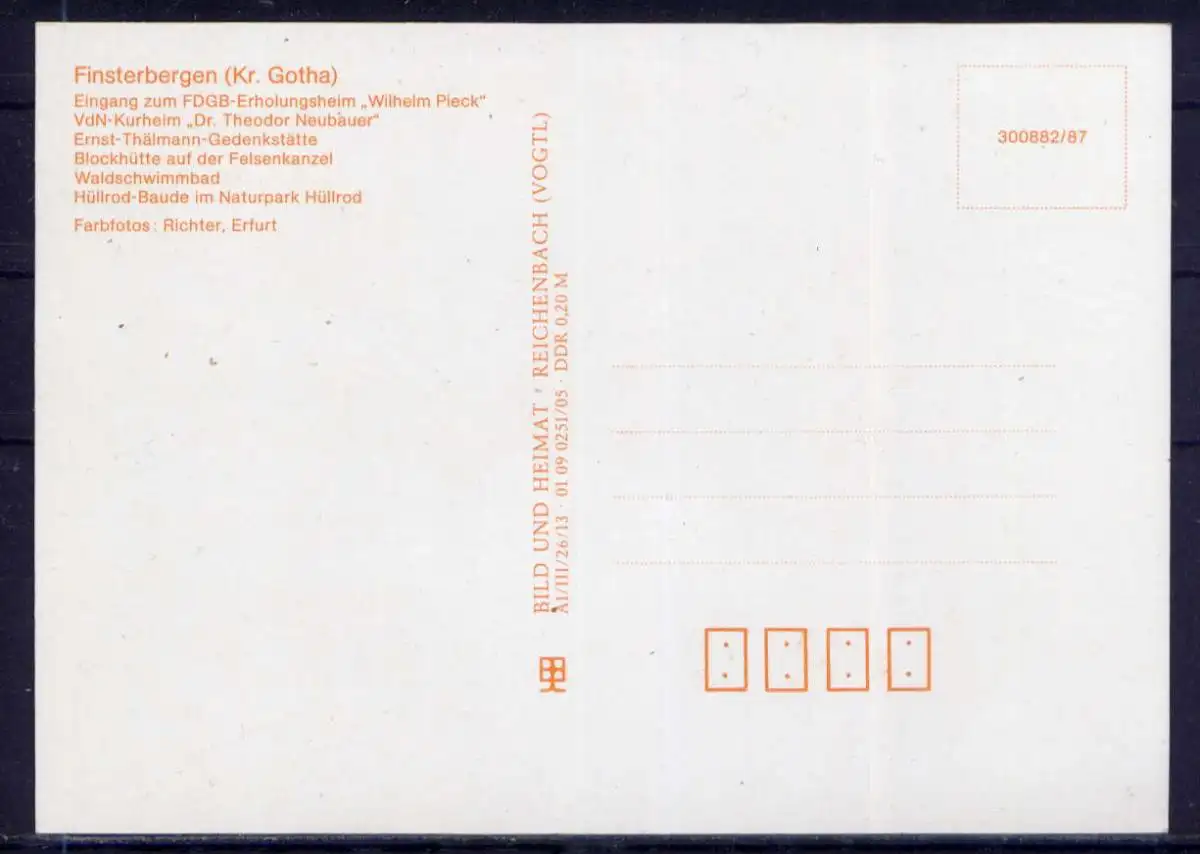 Finsterbergen (Kr. Gotha)
Eingang zum FDGB-Erholungsheim „Wilhelm Pieck“
VdN-Kurheim „Dr. Theodor Neubauer“
Ernst-Thälmann-Gedenkstätte
Blockhütte auf der Felsenkanzel
Waldschwimmbad
Hüllrod-Baude im Naturpark Hüllrod
Farbfotos: Richter, Erfurt
BILD UND HEIMAT · REICHENBACH (VOGTL)
A1/III/26/13 · 01 09 0251/05 · DDR 0,20 M
300882/87